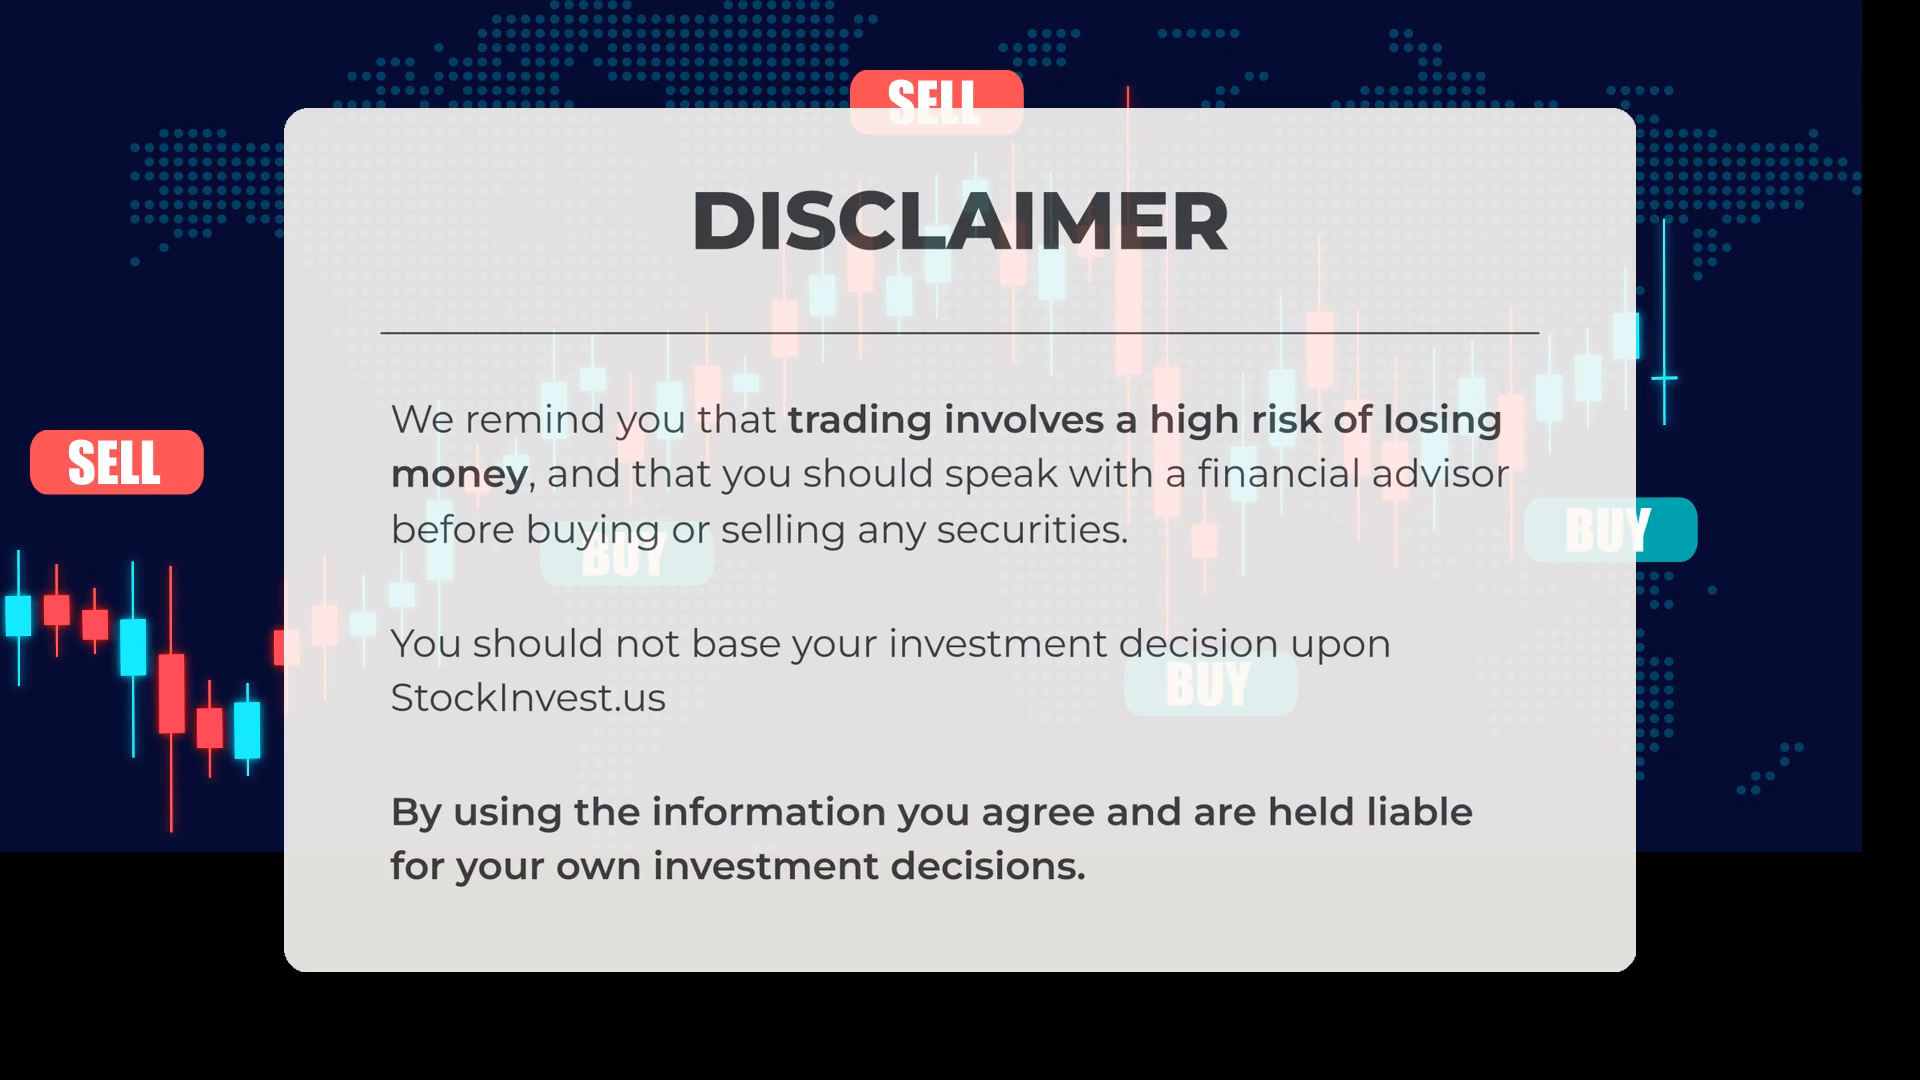 SELL
DISCLAIMER
We remind you that trading involves a high risk of losing
money, and that you should speak with a financial advisor
before buying or selling any securities.
SELL
BUY
BUY
You should not base your investment decision upon
StockInvest.us
BUY
By using the information you agree and are held liable
for your own investment decisions.